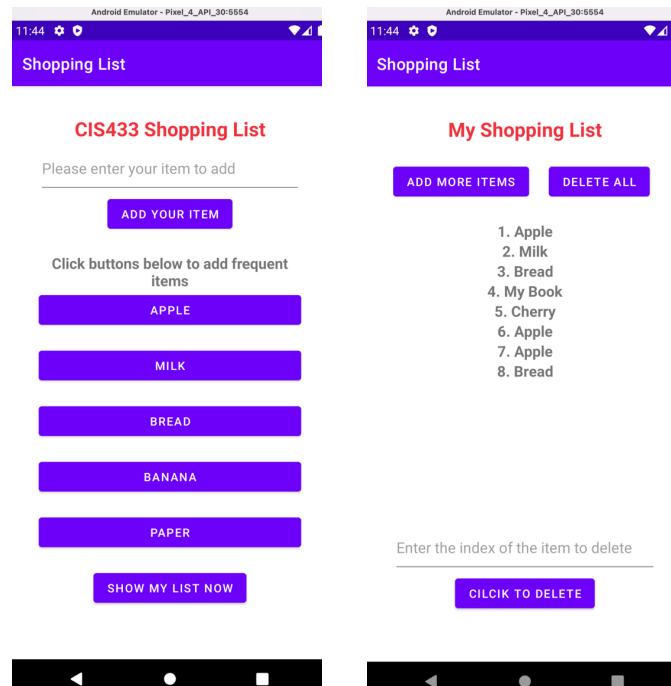 Android Emulator - Pixel_4_API_30:5554
11:44
Shopping List
CIS433 Shopping List
Please enter your item to add
ADD YOUR ITEM
Click buttons below to add frequent
items
APPLE
MILK
BREAD
BANANA
PAPER
SHOW MY LIST NOW
Android Emulator - Pixel_4_API_30:5554
11:44
Shopping List
My Shopping List
ADD MORE ITEMS
DELETE ALL
1. Apple
2. Milk
3. Bread
4. My Book
5. Cherry
6. Apple
7. Apple
8. Bread
Enter the index of the item to delete
CILCIK TO DELETE